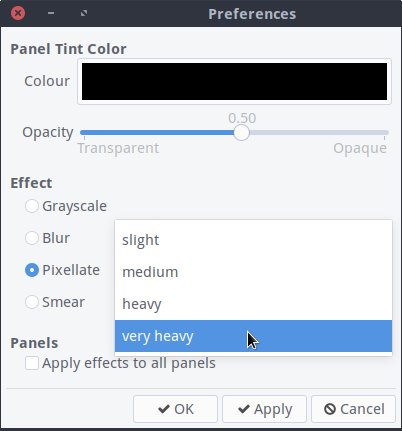 Preferences
Panel Tint Color
Colour
0.50
Opacity
Transparent Opaque
Effect
Grayscale
Blur
Pixellate
Smear
slight
medium
heavy
very heavy
Panels
Apply effects to all panels
OK Apply Cancel